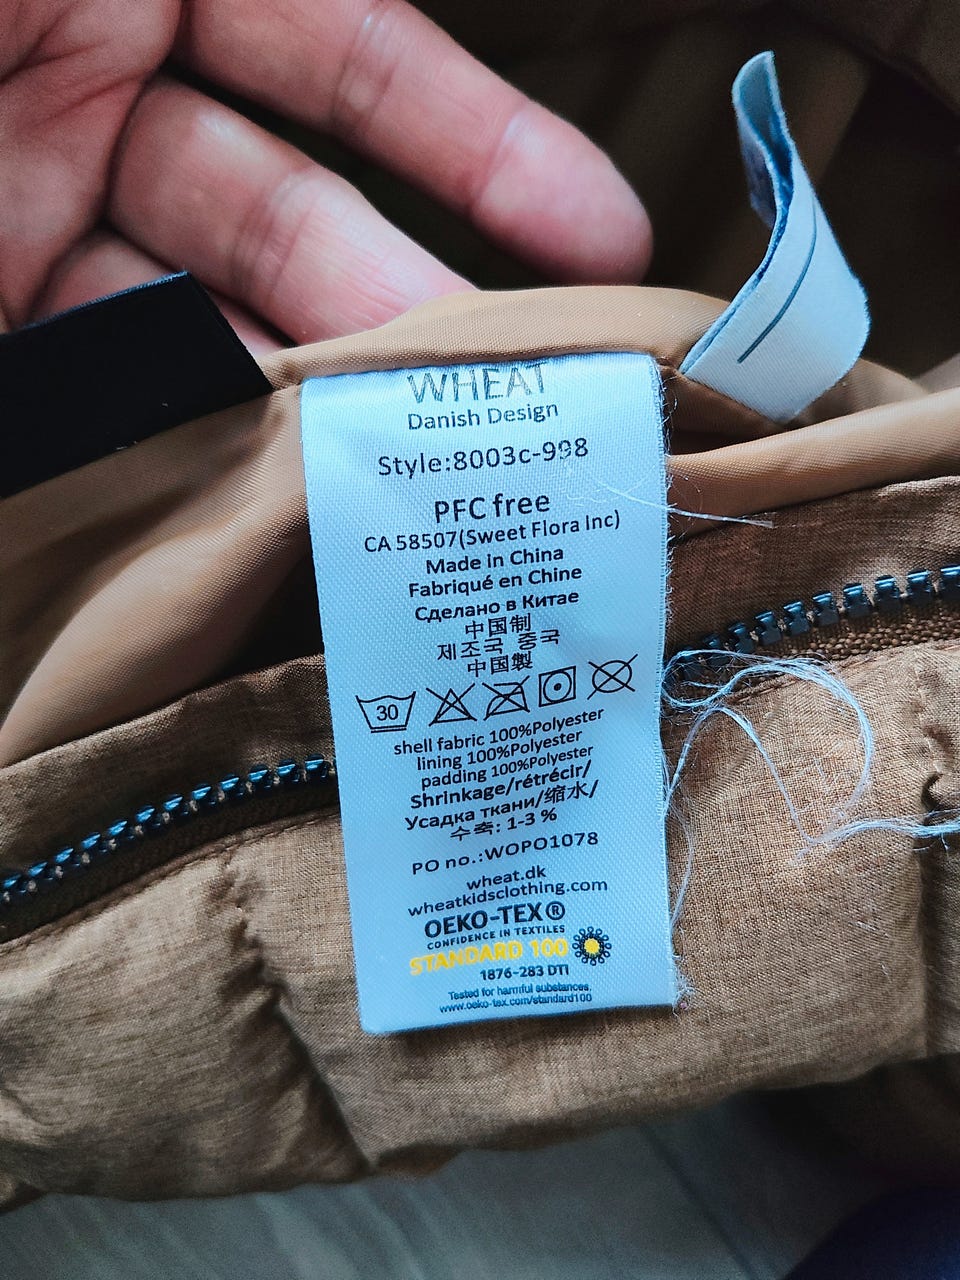 WHEAT
Danish Design
Style:8003c-998
PFC free
CA 58507(Sweet Flora Inc)
Made in China
Fabriqué en Chine
Сделано в Китае
中国制
제조국 중국
中国製
30
shell fabric 100%Polyester
lining 100%Polyester
padding 100%Polyester
Shrinkage/rétrécir/
Усадка ткани/缩水/
수축: 1-3 %
PO no.:WOPO1078
wheat.dk
wheatkidsclothing.com
OEKO-TEX®
CONFIDENCE IN TEXTILES
STANDARD 100
1876-283 DTI
Tested for harmful substances.
www.oeko-tex.com/standard100